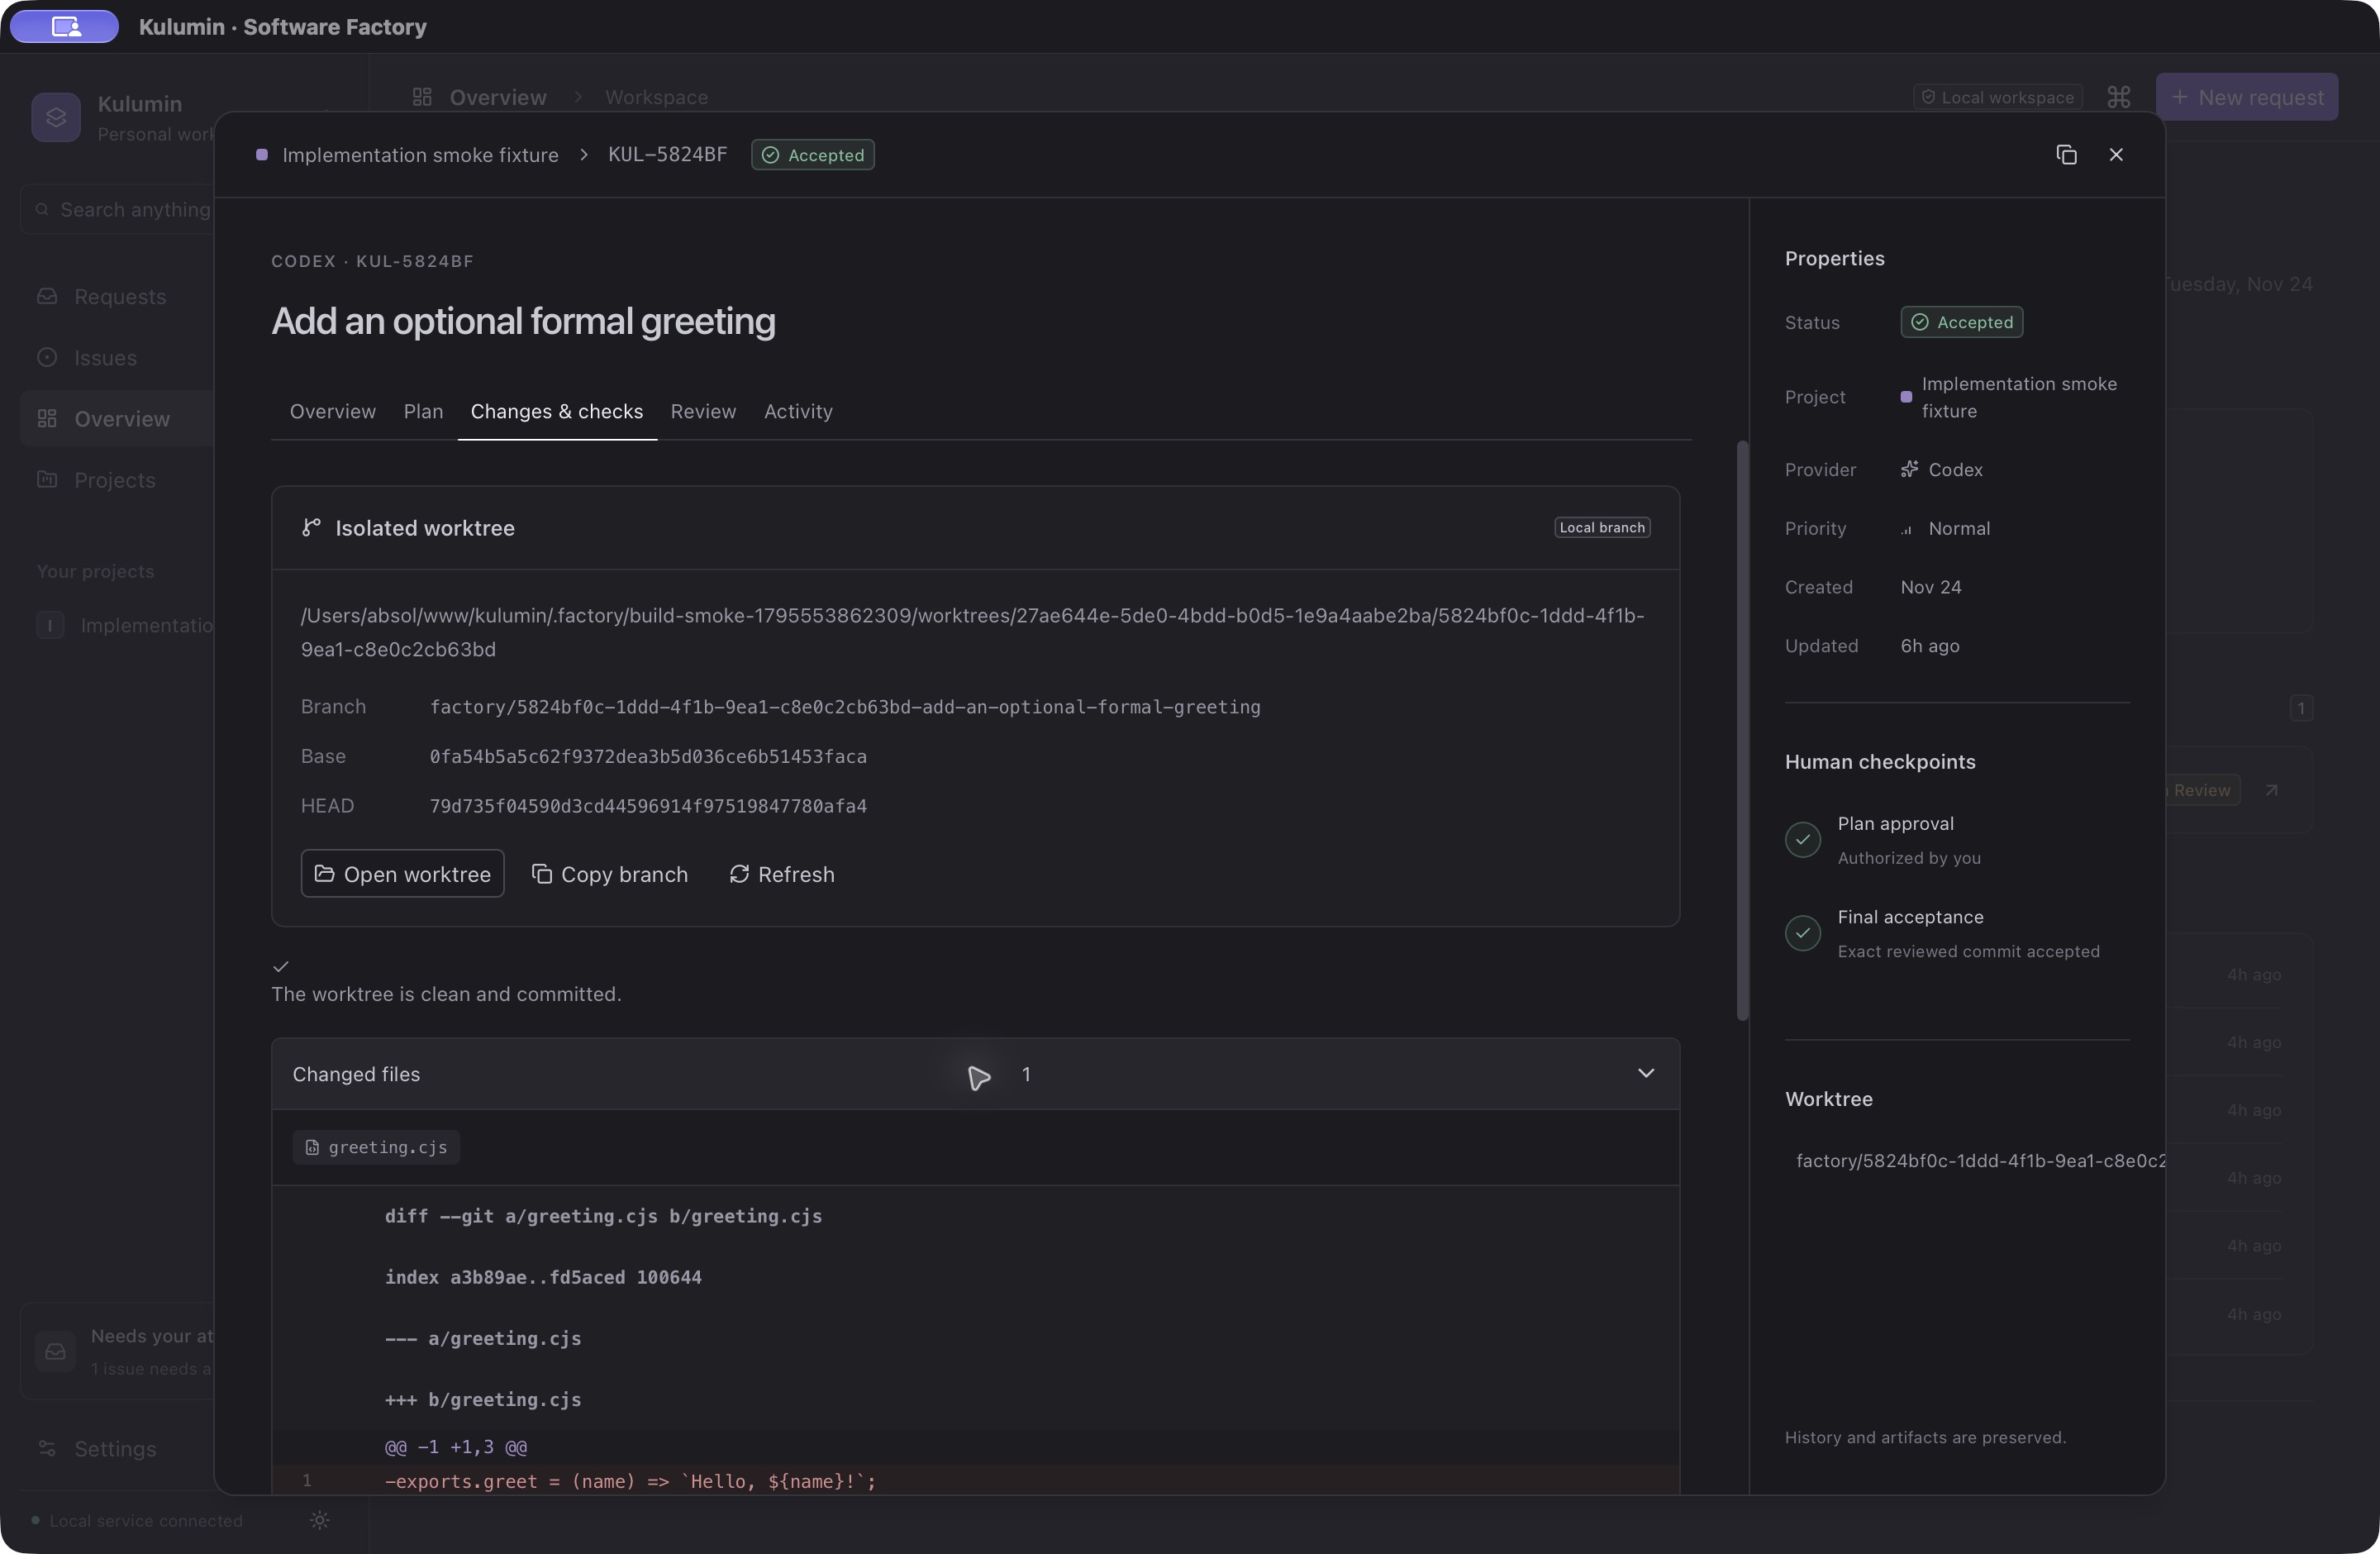 Kulumin · Software Factory
Kulumin
Personal work
Search anything
Requests
Issues
Overview
Projects
Your projects
I Implementatio
Needs your at
1 issue needs a
Settings
Local service connected
Overview > Workspace
Local workspace
⌘
+ New request
Tuesday, Nov 24
1
Review
4h ago
4h ago
4h ago
4h ago
4h ago
4h ago
Implementation smoke fixture > KUL-5824BF Accepted
CODEX · KUL-5824BF
Add an optional formal greeting
Overview Plan Changes & checks Review Activity
Isolated worktree
Local branch
/Users/absol/www/kulumin/.factory/build-smoke-1795553862309/worktrees/27ae644e-5de0-4bdd-b0d5-1e9a4aabe2ba/5824bf0c-1ddd-4f1b-
9ea1-c8e0c2cb63bd
Branch factory/5824bf0c-1ddd-4f1b-9ea1-c8e0c2cb63bd-add-an-optional-formal-greeting
Base 0fa54b5a5c62f9372dea3b5d036ce6b51453faca
HEAD 79d735f04590d3cd44596914f97519847780afa4
Open worktree Copy branch Refresh
The worktree is clean and committed.
Changed files 1
greeting.cjs
diff --git a/greeting.cjs b/greeting.cjs
index a3b89ae..fd5aced 100644
--- a/greeting.cjs
+++ b/greeting.cjs
@@ -1 +1,3 @@
1 -exports.greet = (name) => `Hello, ${name}!`;
Properties
Status Accepted
Project Implementation smoke
fixture
Provider Codex
Priority Normal
Created Nov 24
Updated 6h ago
Human checkpoints
Plan approval
Authorized by you
Final acceptance
Exact reviewed commit accepted
Worktree
factory/5824bf0c-1ddd-4f1b-9ea1-c8e0c2
History and artifacts are preserved.